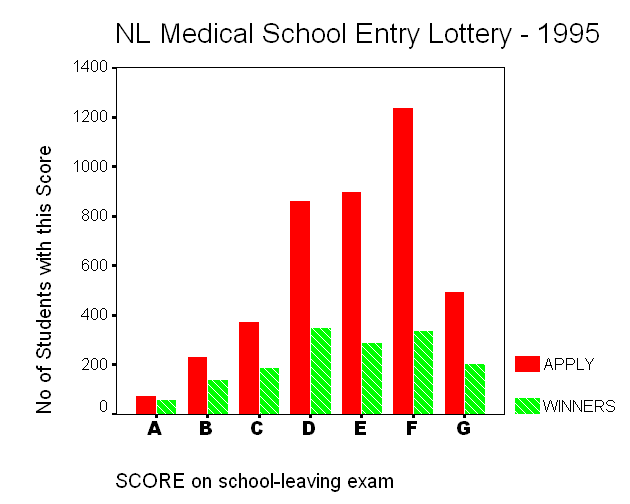 NL Medical School Entry Lottery - 1995
No of Students with this Score
1400
1200
1000
800
600
400
200
0
A B C D E F G
SCORE on school-leaving exam
APPLY
WINNERS